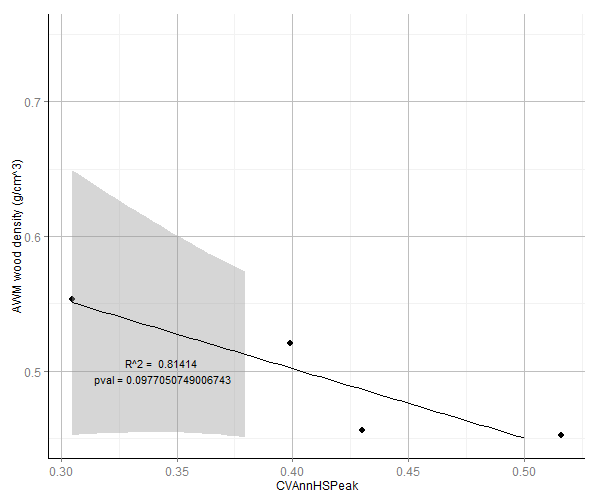 AWM wood density (g/cm^3)
0.7
0.6
0.5
R^2 = 0.81414
pval = 0.0977050749006743
0.30 0.35 0.40 0.45 0.50
CVAnnHSPeak